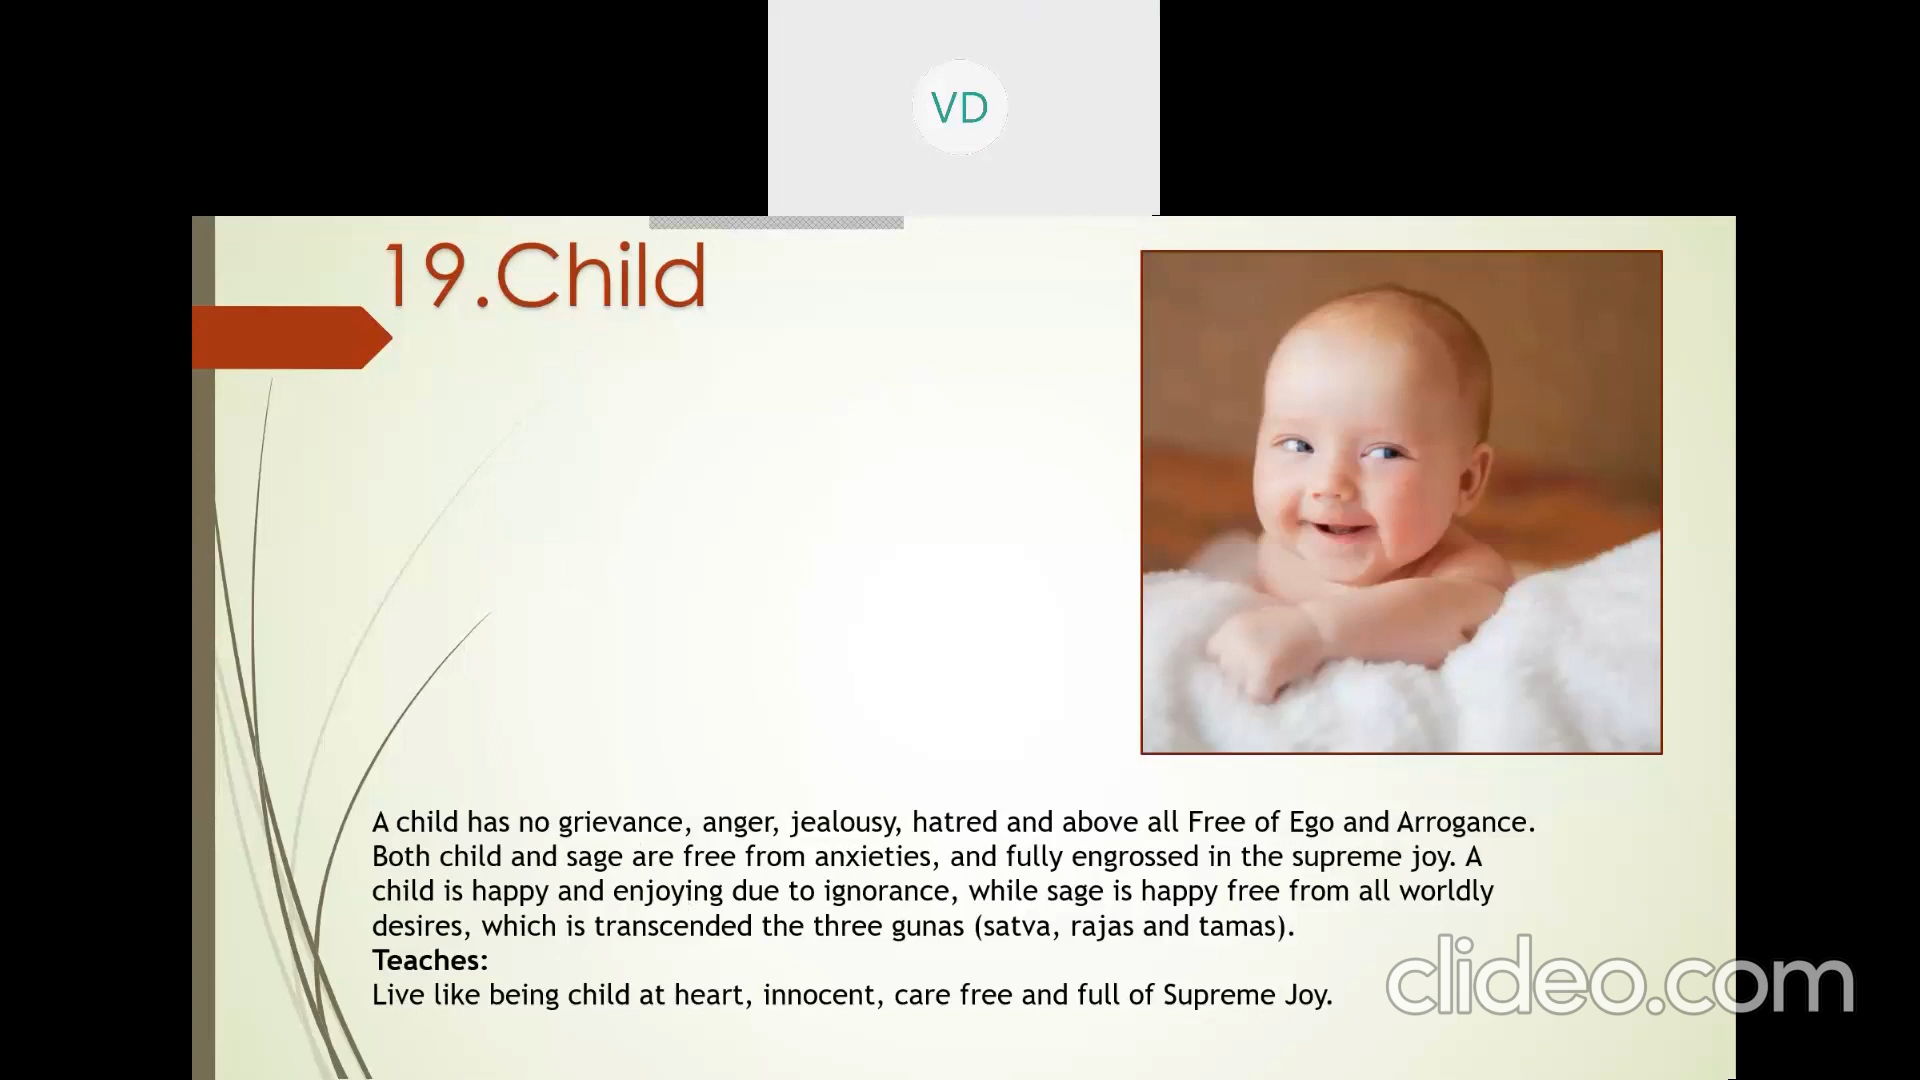 VD
19.Child
A child has no grievance, anger, jealousy, hatred and above all Free of Ego and Arrogance.
Both child and sage are free from anxieties, and fully engrossed in the supreme joy. A
child is happy and enjoying due to ignorance, while sage is happy free from all worldly
desires, which is transcended the three gunas (satva, rajas and tamas).
Teaches:
Live like being child at heart, innocent, care free and full of Supreme Joy.
clideo.com